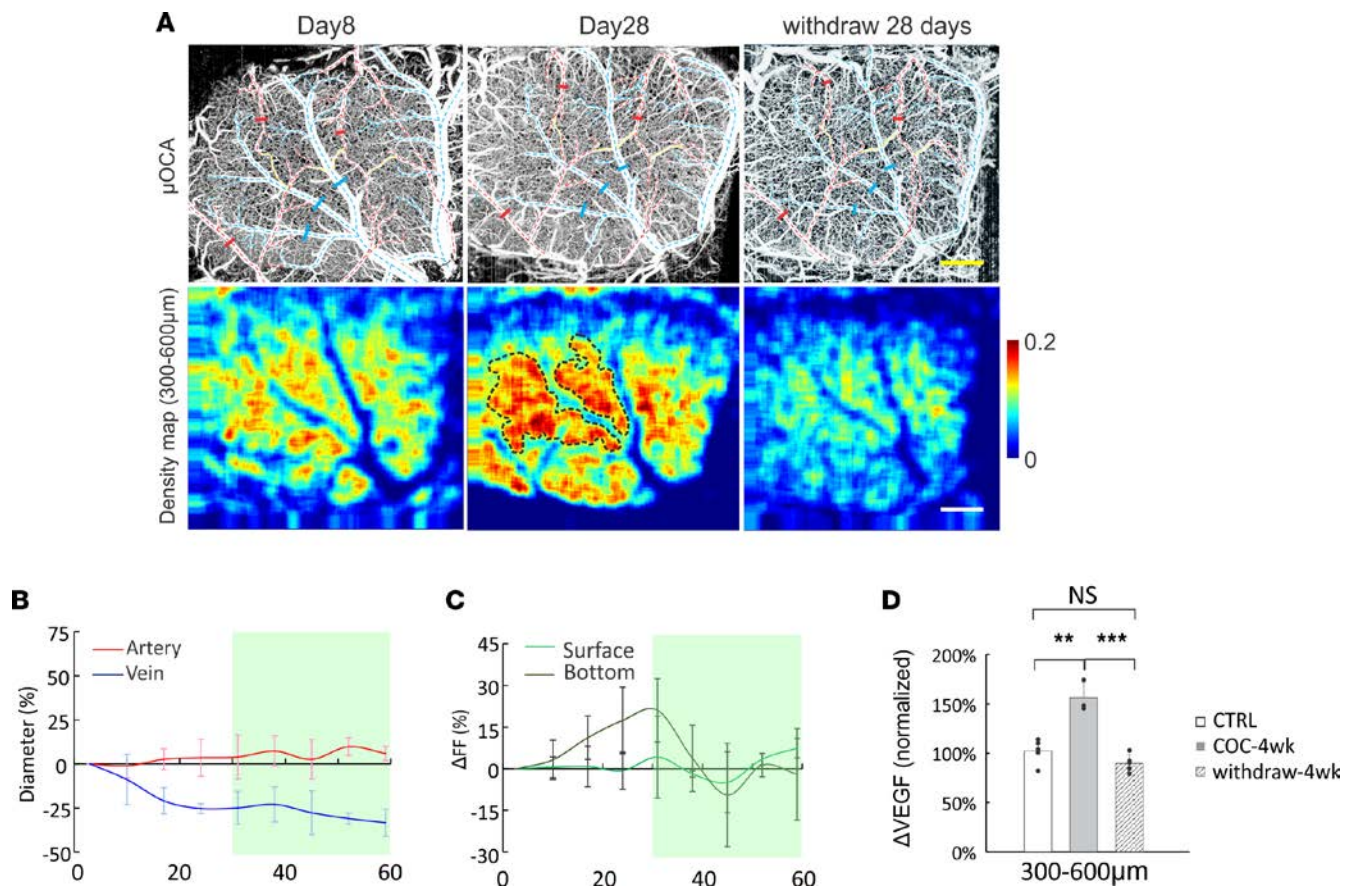 A
Day8
Day28
withdraw 28 days
µOCA
Density map (300-600µm)
0.2
0
B
75
50
25
0
-25
-50
Diameter (%)
Artery
Vein
20
40
60
C
45
30
15
0
-15
-30
ΔFF (%)
Surface
Bottom
0
20
40
60
D
NS
**
***
200%
150%
100%
50%
0%
ΔVEGF (normalized)
300-600µm
CTRL
COC-4wk
withdraw-4wk